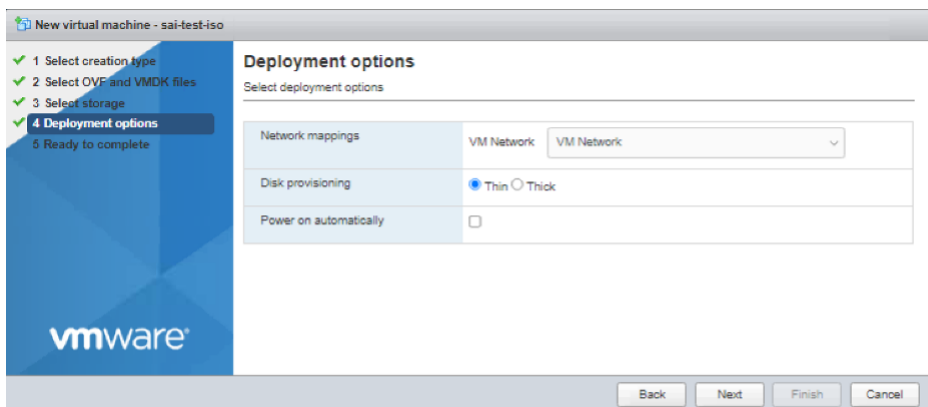 New virtual machine - sai-test-iso
1 Select creation type
2 Select OVF and VMDK files
3 Select storage
4 Deployment options
5 Ready to complete
vmware®
Deployment options
Select deployment options
Network mappings
VM Network VM Network
Disk provisioning
Thin Thick
Power on automatically
Back Next Finish Cancel